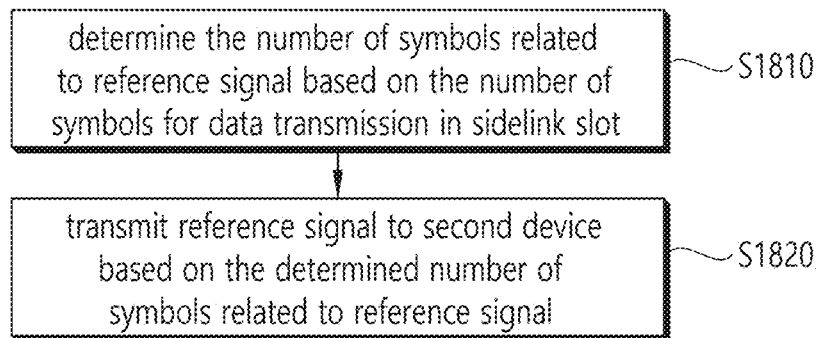 determine the number of symbols related
to reference signal based on the number of
symbols for data transmission in sidelink slot
S1810
transmit reference signal to second device
based on the determined number of
symbols related to reference signal
S1820